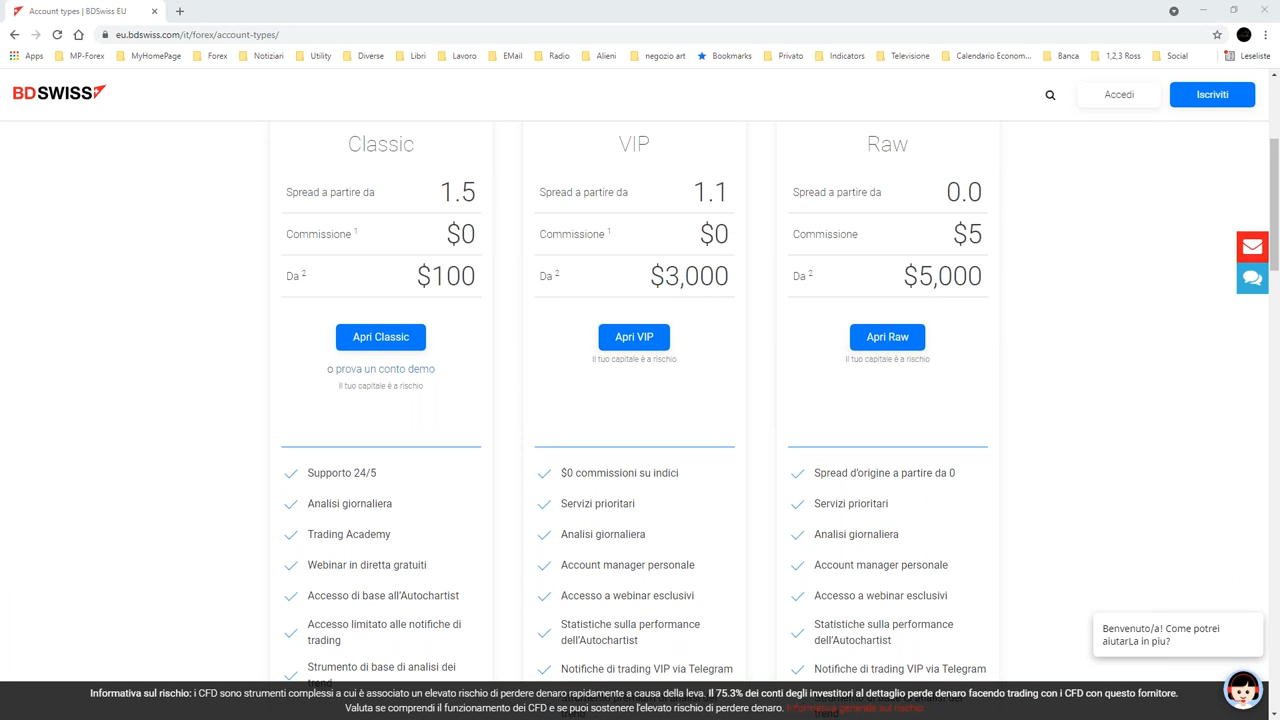 Account types | BDSwiss EU
eu.bdswiss.com/it/forex/account-types/
Apps MP-Forex MyHomePage Forex Notiziari Utility Diverse Libri Lavoro EMail Radio Alieni negozio art Bookmarks Privato Indicators Televisione Calendario Econom... Banca 1,2,3 Ross Social Leseliste
BDSWISS
Accedi
Iscriviti
Classic
Spread a partire da 1.5
Commissione 1 $0
Da 2 $100
Apri Classic
o prova un conto demo
Il tuo capitale è a rischio
Supporto 24/5
Analisi giornaliera
Trading Academy
Webinar in diretta gratuiti
Accesso di base all'Autochartist
Accesso limitato alle notifiche di
trading
Strumento di base di analisi dei
VIP
Spread a partire da 1.1
Commissione 1 $0
Da 2 $3,000
Apri VIP
Il tuo capitale è a rischio
$0 commissioni su indici
Servizi prioritari
Analisi giornaliera
Account manager personale
Accesso a webinar esclusivi
Statistiche sulla performance
dell'Autochartist
Notifiche di trading VIP via Telegram
Raw
Spread a partire da 0.0
Commissione $5
Da 2 $5,000
Apri Raw
Il tuo capitale è a rischio
Spread d'origine a partire da 0
Servizi prioritari
Analisi giornaliera
Account manager personale
Accesso a webinar esclusivi
Statistiche sulla performance
dell'Autochartist
Notifiche di trading VIP via Telegram
Benvenuto/a! Come potrei
aiutarLa in piu?
Informativa sul rischio: i CFD sono strumenti complessi a cui è associato un elevato rischio di perdere denaro rapidamente a causa della leva. Il 75.3% dei conti degli investitori al dettaglio perde denaro facendo trading con i CFD con questo fornitore.
Valuta se comprendi il funzionamento dei CFD e se puoi sostenere l'elevato rischio di perdere denaro. Informativa generale sul rischio